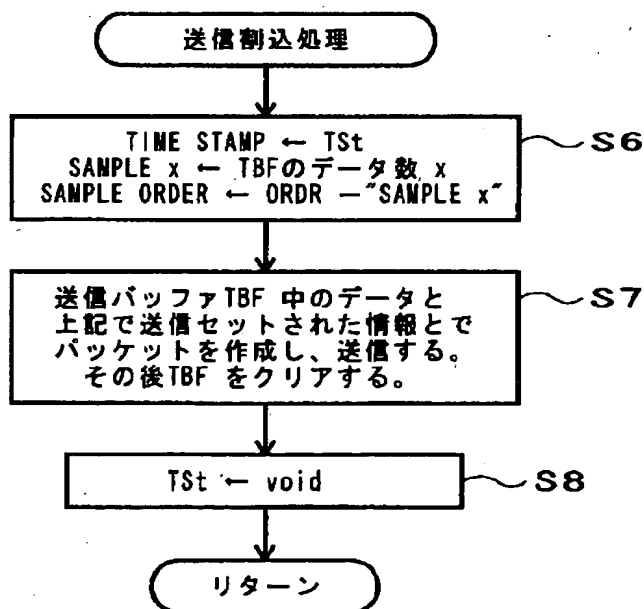 送信割込処理
TIME STAMP ← TSt
SAMPLE x ← TBFのデータ数 x
SAMPLE ORDER ← ORDR －"SAMPLE x"
S6
送信バッファTBF 中のデータと
上記で送信セットされた情報とで
パッケットを作成し、送信する。
その後TBF をクリアする。
S7
TSt ← void
S8
リターン